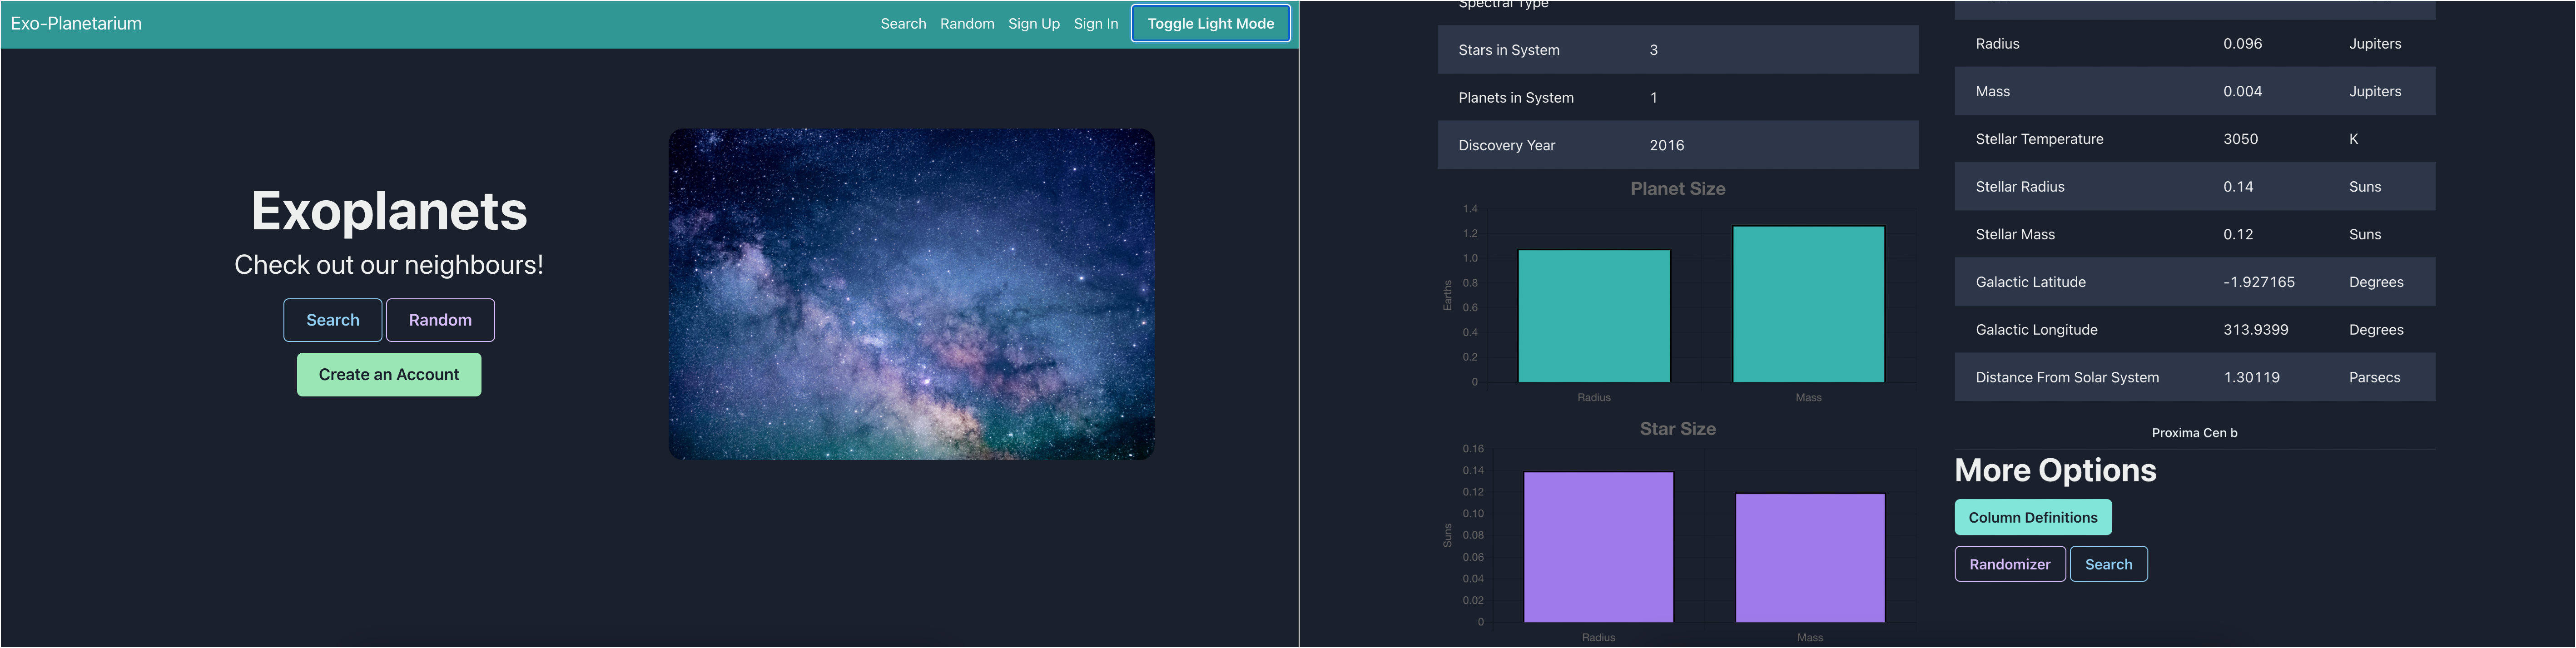 Exo-Planetarium
Search Random Sign Up Sign In Toggle Light Mode
Exoplanets
Check out our neighbours!
Search Random
Create an Account
Spectral Type
Stars in System 3
Planets in System 1
Discovery Year 2016
Planet Size
1.4
1.2
1.0
0.8
0.6
0.4
0.2
0
Earths
Radius Mass
Star Size
0.16
0.14
0.12
0.10
0.08
0.06
0.04
0.02
0
Suns
Radius Mass
Radius 0.096 Jupiters
Mass 0.004 Jupiters
Stellar Temperature 3050 K
Stellar Radius 0.14 Suns
Stellar Mass 0.12 Suns
Galactic Latitude -1.927165 Degrees
Galactic Longitude 313.9399 Degrees
Distance From Solar System 1.30119 Parsecs
Proxima Cen b
More Options
Column Definitions
Randomizer Search